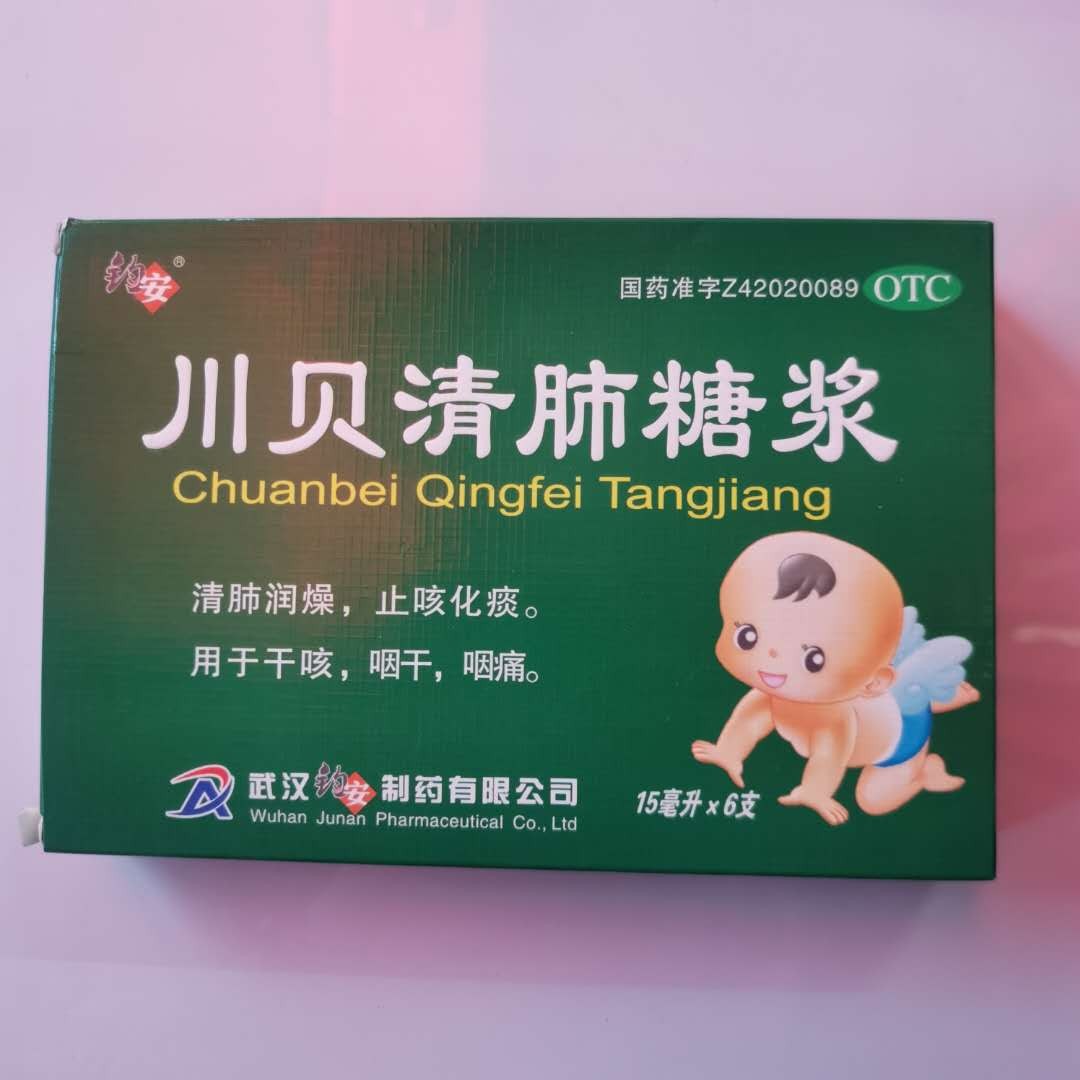 钧安®
国药准字Z42020089 OTC
川贝清肺糖浆
Chuanbei Qingfei Tangjiang
清肺润燥，止咳化痰。
用于干咳，咽干，咽痛。
武汉钧安制药有限公司
Wuhan Junan Pharmaceutical Co., Ltd
15毫升×6支